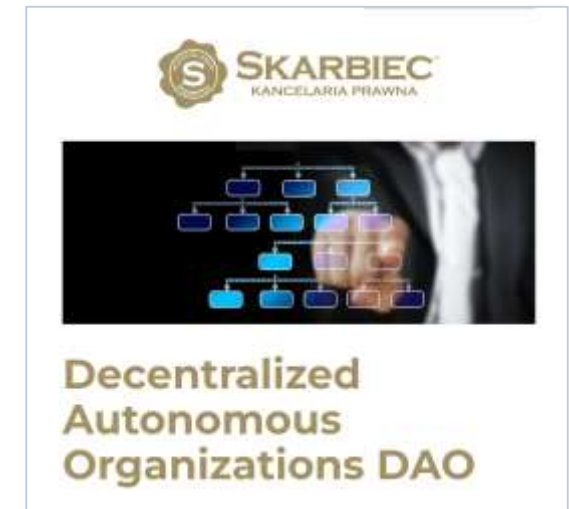 S
SKARBIEC
KANCELARIA PRAWNA
Decentralized
Autonomous
Organizations DAO